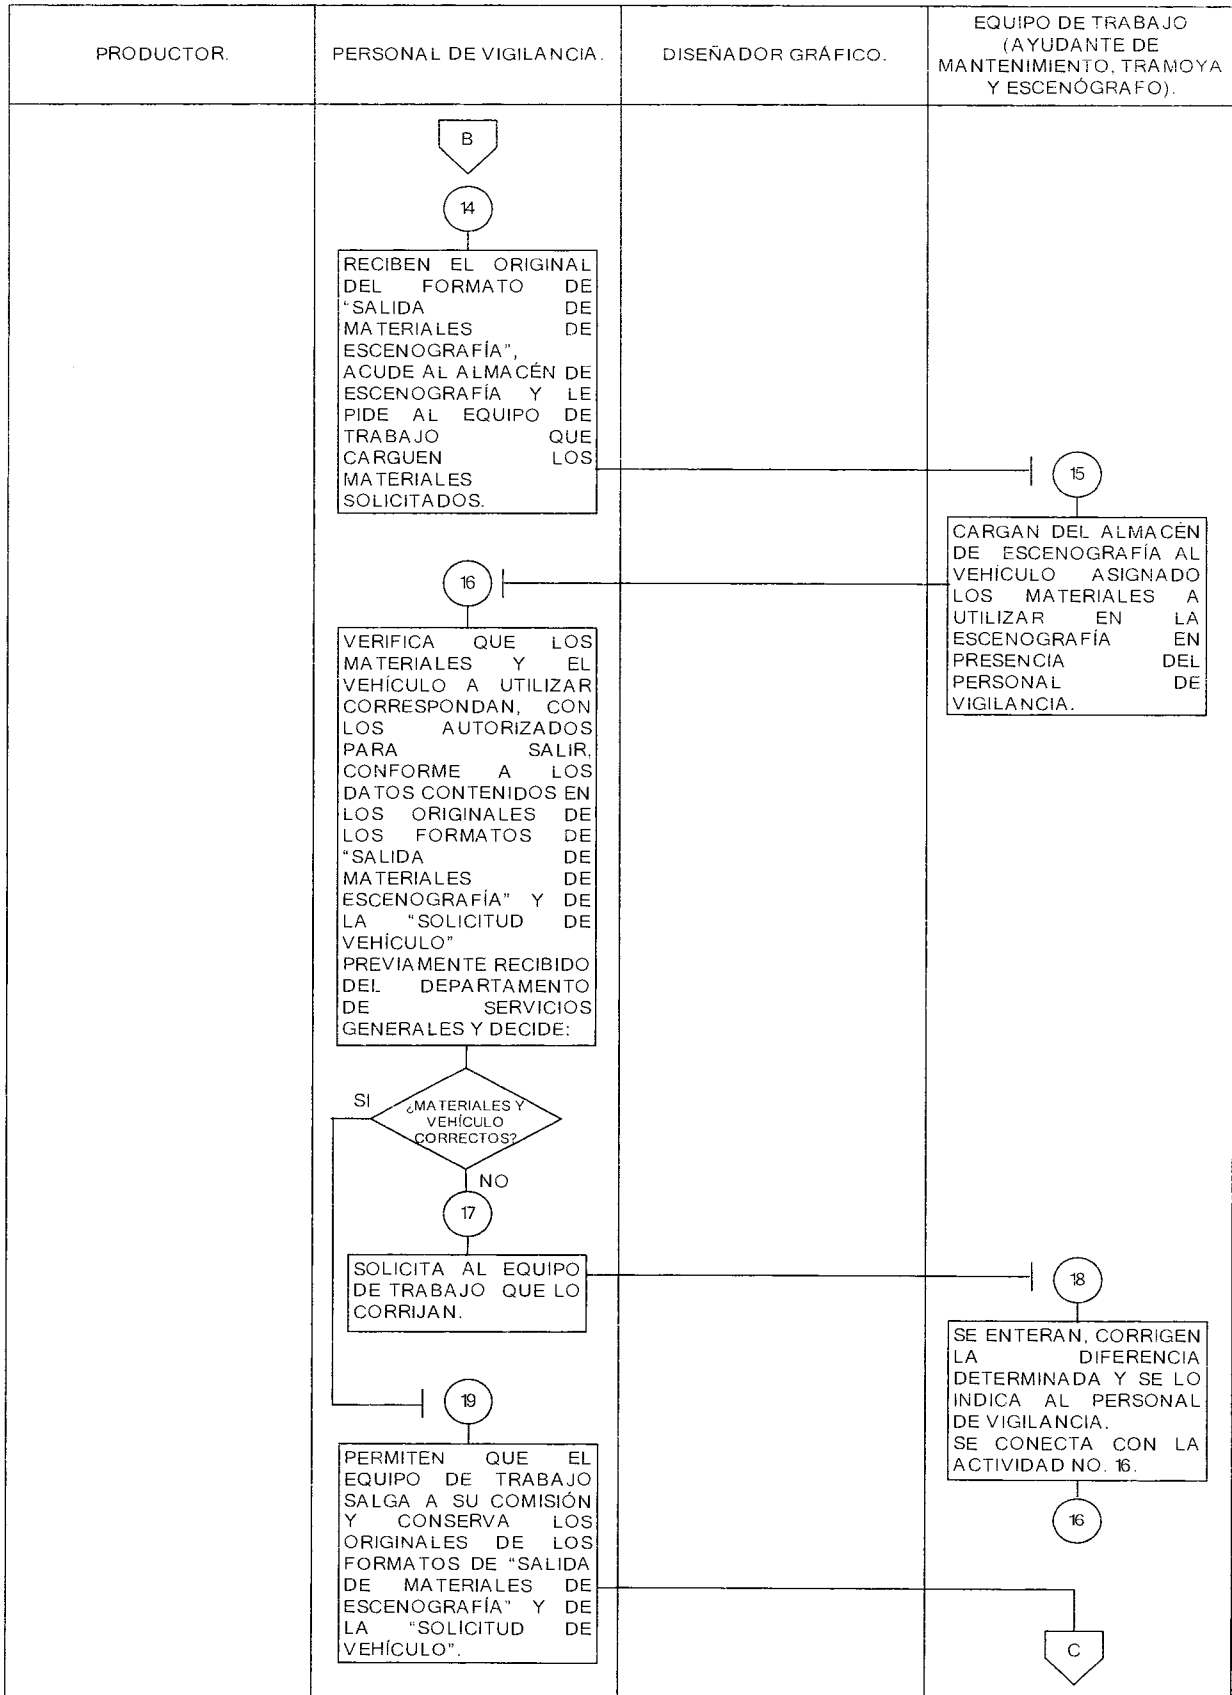 PRODUCTOR.
PERSONAL DE VIGILANCIA.
DISEÑADOR GRÁFICO.
EQUIPO DE TRABAJO
(AYUDANTE DE
MANTENIMIENTO, TRAMOYA
Y ESCENÓGRAFO).
B
14
RECIBEN EL ORIGINAL
DEL FORMATO DE
"SALIDA DE
MATERIALES DE
ESCENOGRAFÍA",
ACUDE AL ALMACÉN DE
ESCENOGRAFÍA Y LE
PIDE AL EQUIPO DE
TRABAJO QUE
CARGUEN LOS
MATERIALES
SOLICITADOS.
15
CARGAN DEL ALMACÉN
DE ESCENOGRAFÍA AL
VEHÍCULO ASIGNADO
LOS MATERIALES A
UTILIZAR EN LA
ESCENOGRAFÍA EN
PRESENCIA DEL
PERSONAL DE
VIGILANCIA.
16
VERIFICA QUE LOS
MATERIALES Y EL
VEHÍCULO A UTILIZAR
CORRESPONDAN, CON
LOS AUTORIZADOS
PARA SALIR,
CONFORME A LOS
DATOS CONTENIDOS EN
LOS ORIGINALES DE
LOS FORMATOS DE
"SALIDA DE
MATERIALES DE
ESCENOGRAFÍA" Y DE
LA "SOLICITUD DE
VEHÍCULO"
PREVIAMENTE RECIBIDO
DEL DEPARTAMENTO
DE SERVICIOS
GENERALES Y DECIDE:
SI
¿MATERIALES Y
VEHÍCULO
CORRECTOS?
NO
17
SOLICITA AL EQUIPO
DE TRABAJO QUE LO
CORRIJAN.
18
SE ENTERAN, CORRIGEN
LA DIFERENCIA
DETERMINADA Y SE LO
INDICA AL PERSONAL
DE VIGILANCIA.
SE CONECTA CON LA
ACTIVIDAD NO. 16.
16
19
PERMITEN QUE EL
EQUIPO DE TRABAJO
SALGA A SU COMISIÓN
Y CONSERVA LOS
ORIGINALES DE LOS
FORMATOS DE "SALIDA
DE MATERIALES DE
ESCENOGRAFÍA" Y DE
LA "SOLICITUD DE
VEHÍCULO".
C